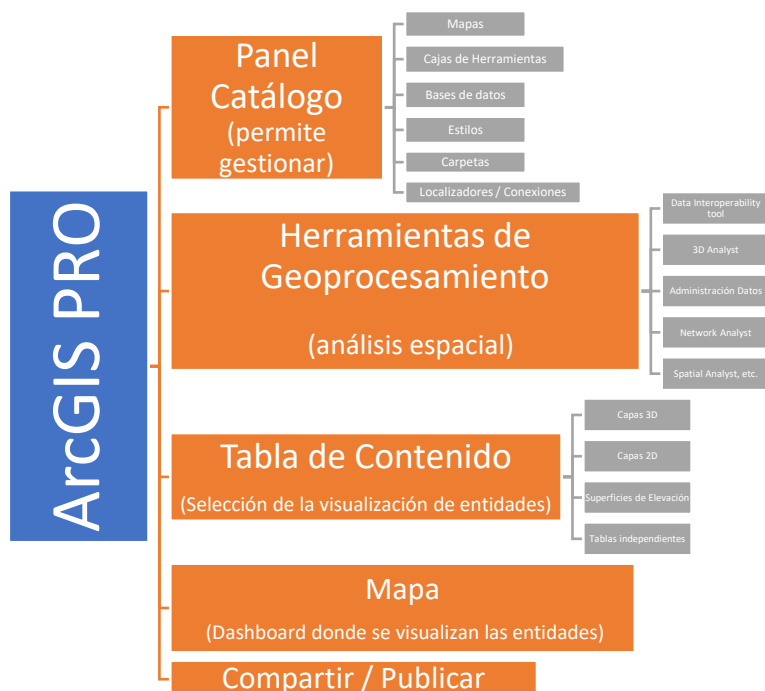 ArcGIS PRO
Panel
Catálogo
(permite
gestionar)
Mapas
Cajas de Herramientas
Bases de datos
Estilos
Carpetas
Localizadores / Conexiones
Herramientas de
Geoprocesamiento
(análisis espacial)
Data Interoperability
tool
3D Analyst
Administración Datos
Network Analyst
Spatial Analyst, etc.
Tabla de Contenido
(Selección de la visualización de entidades)
Capas 3D
Capas 2D
Superficies de Elevación
Tablas independientes
Mapa
(Dashboard donde se visualizan las entidades)
Compartir / Publicar